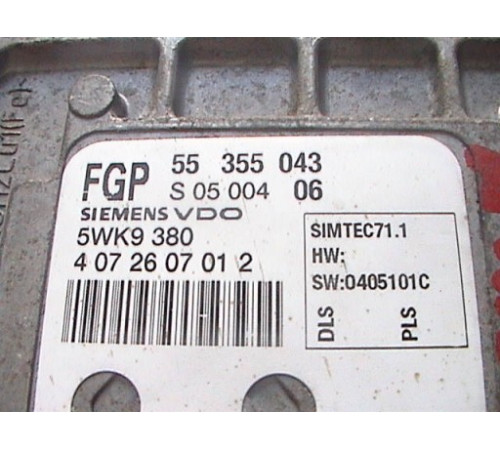 FGP 55 355 043
S 05 004 06
SIEMENS VDO
5WK9 380
4 07 26 07 01 2
SIMTEC71.1
HW:
SW:0405101C
DLS PLS